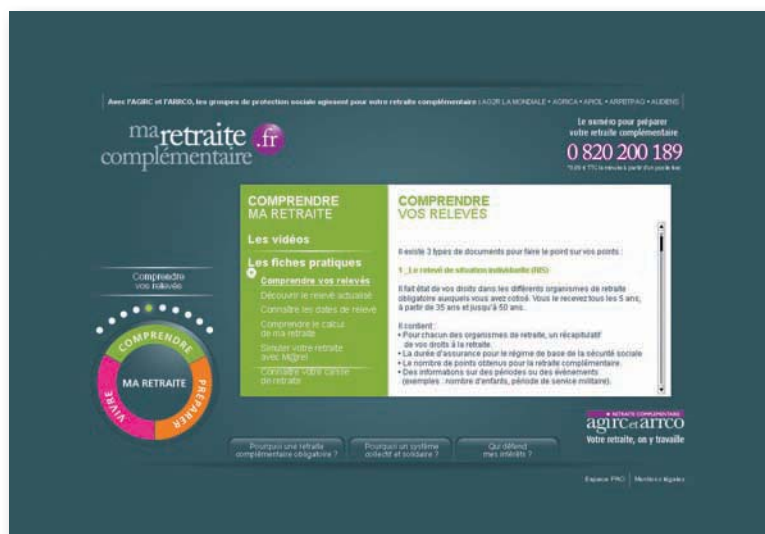 Avec l'AGIRC et l'ARRCO, les groupes de protection sociale agissent pour votre retraite complémentaire | AG2R LA MONDIALE • AGRICA • APICIL • ARPEGE • AUDIENS
maretraite.fr
complémentaire
Le numéro pour préparer
votre retraite complémentaire
0 820 200 189
COMPRENDRE
MA RETRAITE
Les vidéos
Les fiches pratiques
Comprendre vos relevés
Découvrir le relevé actualisé
Connaître les dates de relevé
Comprendre le calcul
de ma retraite
Simuler votre retraite
avec M@rel
Connaître votre caisse
de retraite
COMPRENDRE
VOS RELEVÉS
Il existe 3 types de documents pour faire le point sur vos points :
1_Le relevé de situation individuelle (RIS)
Il fait état de vos droits dans les différents organismes de retraite
obligatoire auxquels vous avez cotisé. Vous le recevez tous les 5 ans,
à partir de 35 ans et jusqu'à 50 ans.
Il contient :
• Pour chacun des organismes de retraite, un récapitulatif
de vos droits à la retraite.
• La durée d'assurance pour le régime de base de la sécurité sociale
• Le nombre de points obtenus pour la retraite complémentaire.
• Des informations sur des périodes ou des évènements
(exemples : nombre d'enfants, période de service militaire).
Comprendre
vos relevés
COMPRENDRE
MA RETRAITE
VIVRE
PRÉPARER
RETRAITE COMPLÉMENTAIRE
agirc et arrco
Votre retraite, on y travaille
Pourquoi une retraite
complémentaire obligatoire ?
Pourquoi un système
collectif et solidaire ?
Qui défend
mes intérêts ?
Espace PRO | Mentions légales